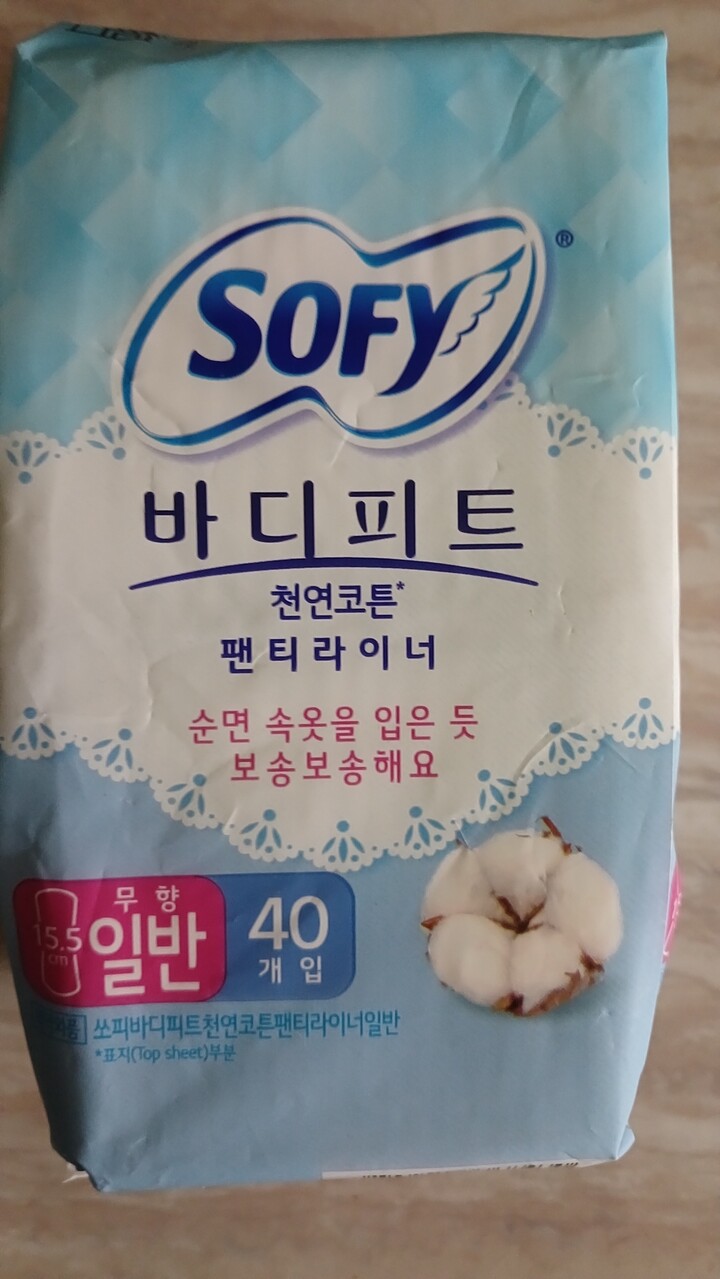 SOFY®
바디피트
천연코튼*
팬티라이너
순면 속옷을 입은 듯
보송보송해요
무향
15.5
cm
일반
40
개입
쏘피바디피트천연코튼팬티라이너일반
*표지(Top sheet)부분